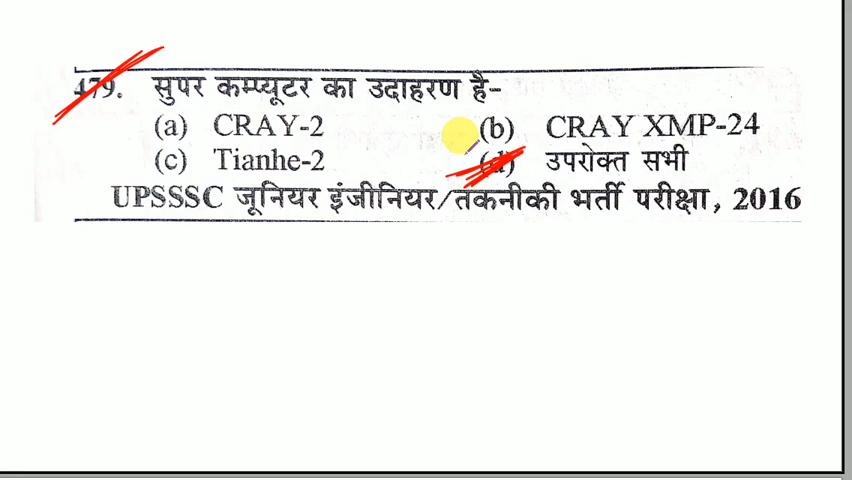 479. सुपर कम्प्यूटर का उदाहरण है-
(a) CRAY-2 (b) CRAY XMP-24
(c) Tianhe-2 (d) उपरोक्त सभी
UPSSSC जूनियर इंजीनियर/तकनीकी भर्ती परीक्षा, 2016